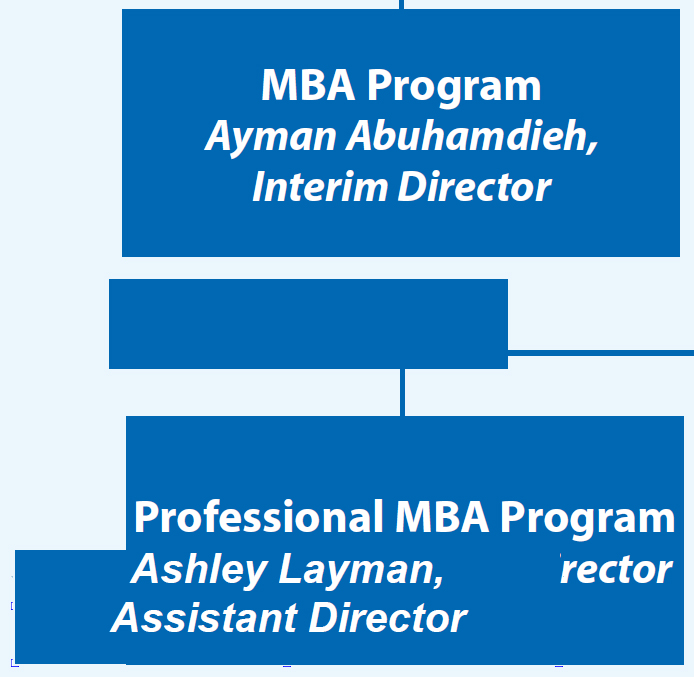 MBA Program
Ayman Abuhamdieh,
Interim Director
Professional MBA Program
Ashley Layman, rector
Assistant Director